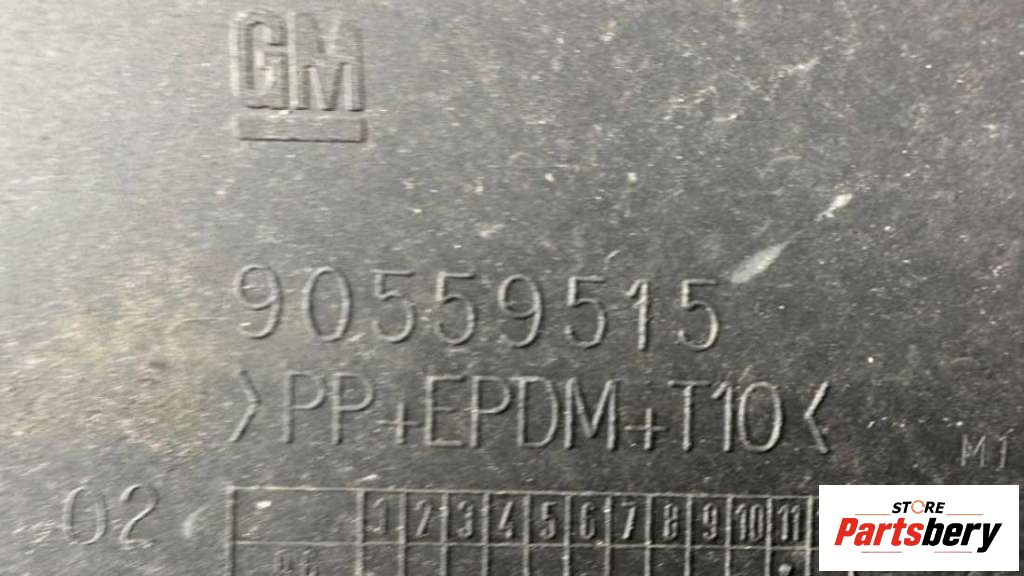 GM
90559515
>PP+EPDM+T10<
MJ
02
1 2 3 4 5 6 7 8 9 10 11
STORE
Partsbery